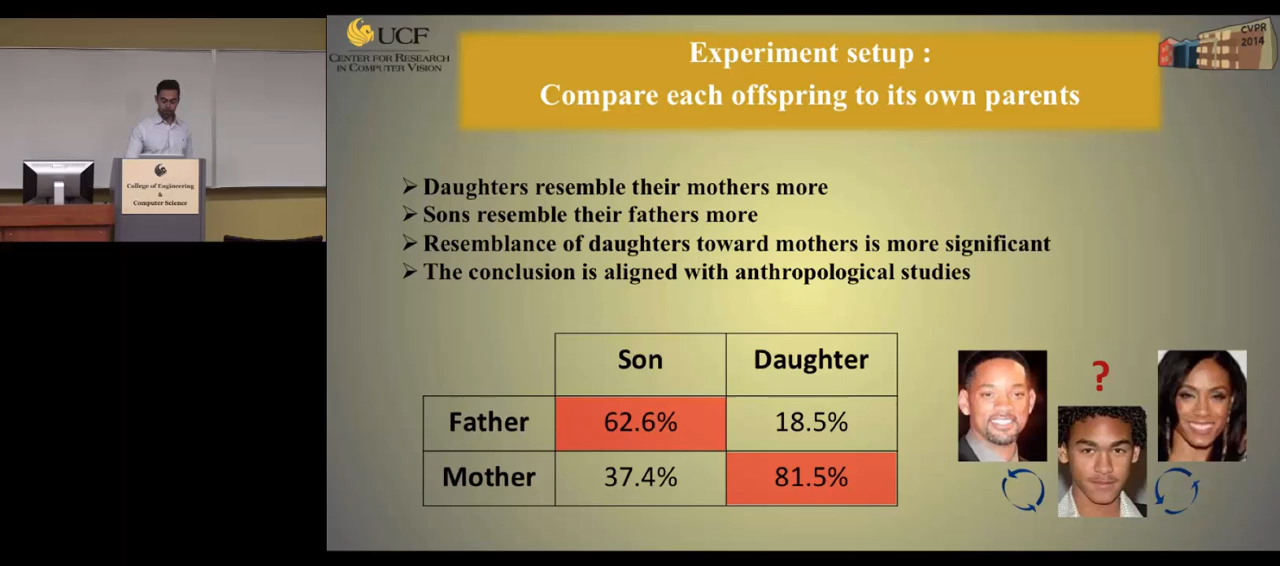 UCF
CENTER FOR RESEARCH
IN COMPUTER VISION
Experiment setup :
Compare each offspring to its own parents
CVPR
2014
College of Engineering
&
Computer Science
➢ Daughters resemble their mothers more
➢ Sons resemble their fathers more
➢ Resemblance of daughters toward mothers is more significant
➢ The conclusion is aligned with anthropological studies
Son Daughter
Father 62.6% 18.5%
Mother 37.4% 81.5%
?